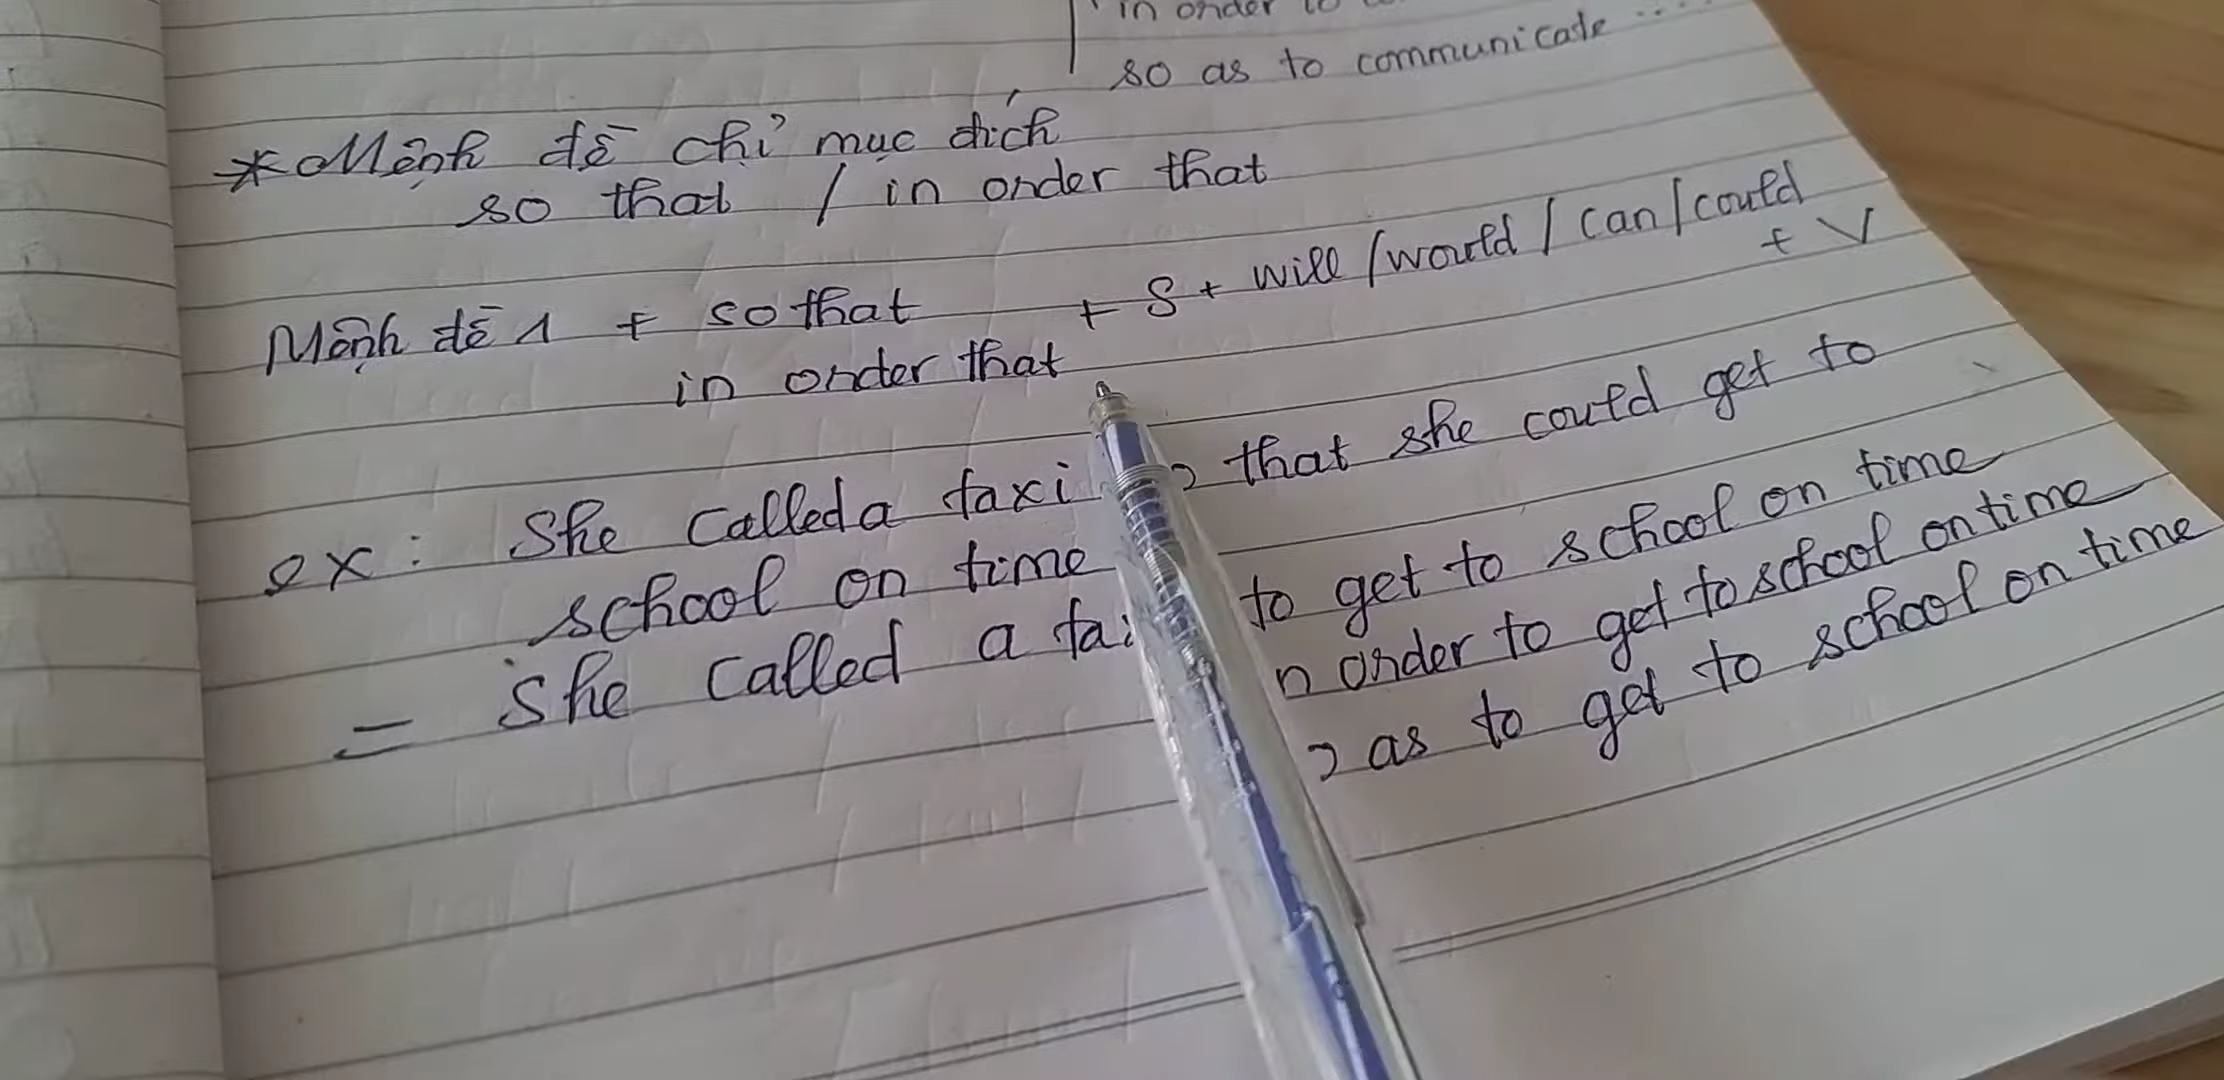 in order to
so as to communicate ....
* Mệnh đề chỉ mục đích
so that / in order that
Mệnh đề 1 + so that + S + will / would / can / could + V
in order that
ex: She called a taxi that she could get to
school on time
= She called a to get to school on time
order to get to school on time
as to get to school on time